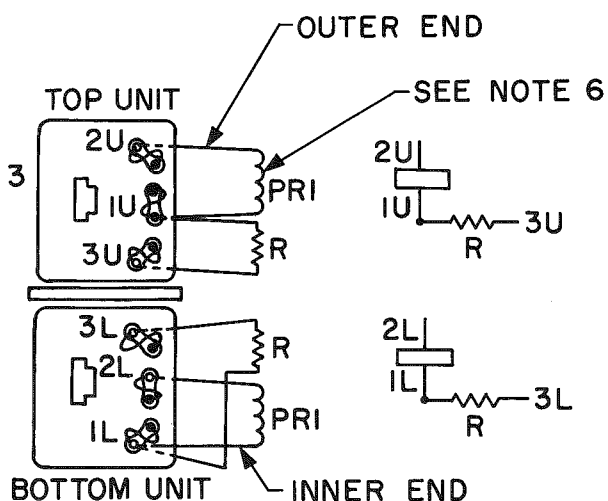 OUTER END
TOP UNIT
SEE NOTE 6
2U
3
1U
PRI
3U
R
2U
1U
3U
R
3L
R
2L
PRI
1L
2L
1L
3L
R
BOTTOM UNIT
INNER END